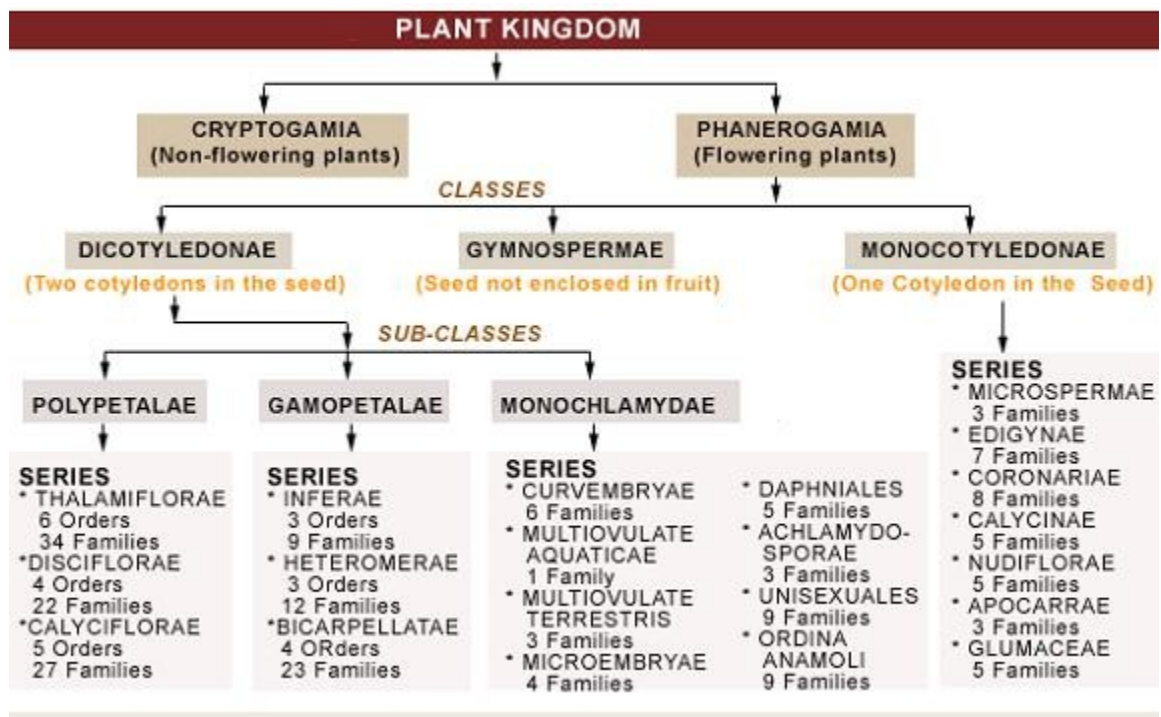 PLANT KINGDOM
CRYPTOGAMIA
(Non-flowering plants)
PHANEROGAMIA
(Flowering plants)
CLASSES
DICOTYLEDONAE
(Two cotyledons in the seed)
GYMNOSPERMAE
(Seed not enclosed in fruit)
MONOCOTYLEDONAE
(One Cotyledon in the Seed)
SUB-CLASSES
POLYPETALAE
GAMOPETALAE
MONOCHLAMYDAE
SERIES
* THALAMIFLORAE
6 Orders
34 Families
*DISCIFLORAE
4 Orders
22 Families
*CALYCIFLORAE
5 Orders
27 Families
SERIES
* INFERAE
3 Orders
9 Families
* HETEROMERAE
3 Orders
12 Families
*BICARPELLATAE
4 ORders
23 Families
SERIES
* CURVEMBRYAE
6 Families
* MULTIOVULATE
AQUATICAE
1 Family
* MULTIOVULATE
TERRESTRIS
3 Families
* MICROEMBRYAE
4 Families
* DAPHNIALES
5 Families
* ACHLAMYDO-
SPORAE
3 Families
* UNISEXUALES
9 Families
* ORDINA
ANAMOLI
9 Families
SERIES
* MICROSPERMAE
3 Families
* EDIGYNAE
7 Families
* CORONARIAE
8 Families
* CALYCINAE
5 Families
* NUDIFLORAE
5 Families
* APOCARRAE
3 Families
* GLUMACEAE
5 Families